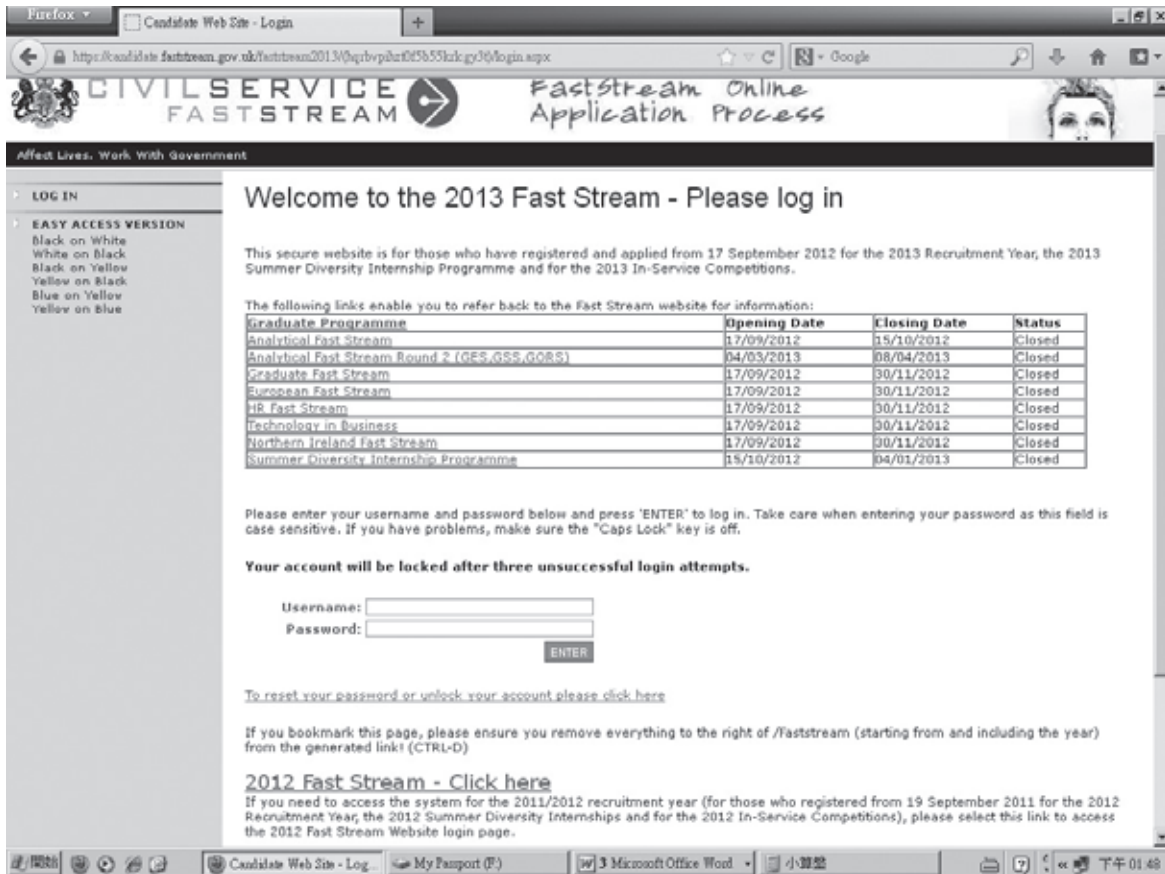 Firefox
Candidate Web Site - Login
Google
CIVILSERVICE
FASTSTREAM
FastStream Online
Application Process
Affect Lives. Work With Government
LOG IN
EASY ACCESS VERSION
Black on White
White on Black
Black on Yellow
Yellow on Black
Blue on Yellow
Yellow on Blue
Welcome to the 2013 Fast Stream - Please log in
This secure website is for those who have registered and applied from 17 September 2012 for the 2013 Recruitment Year, the 2013
Summer Diversity Internship Programme and for the 2013 In-Service Competitions.
The following links enable you to refer back to the Fast Stream website for information:
Graduate Programme Opening Date Closing Date Status
Analytical Fast Stream 17/09/2012 15/10/2012 Closed
Analytical Fast Stream Round 2 (GES,GSS,GORS) 04/03/2013 08/04/2013 Closed
Graduate Fast Stream 17/09/2012 30/11/2012 Closed
European Fast Stream 17/09/2012 30/11/2012 Closed
HR Fast Stream 17/09/2012 30/11/2012 Closed
Technology in Business 17/09/2012 30/11/2012 Closed
Northern Ireland Fast Stream 17/09/2012 30/11/2012 Closed
Summer Diversity Internship Programme 15/10/2012 04/01/2013 Closed
Please enter your username and password below and press 'ENTER' to log in. Take care when entering your password as this field is
case sensitive. If you have problems, make sure the "Caps Lock" key is off.
Your account will be locked after three unsuccessful login attempts.
Username:
Password:
ENTER
To reset your password or unlock your account please click here
If you bookmark this page, please ensure you remove everything to the right of /Faststream (starting from and including the year)
from the generated link! (CTRL-D)
2012 Fast Stream - Click here
If you need to access the system for the 2011/2012 recruitment year (for those who registered from 19 September 2011 for the 2012
Recruitment Year, the 2012 Summer Diversity Internships and for the 2012 In-Service Competitions), please select this link to access
the 2012 Fast Stream Website login page.
開始 Candidate Web Site - Log... My Passport (F:) 3 Microsoft Office Word 小算盤 下午 01:48